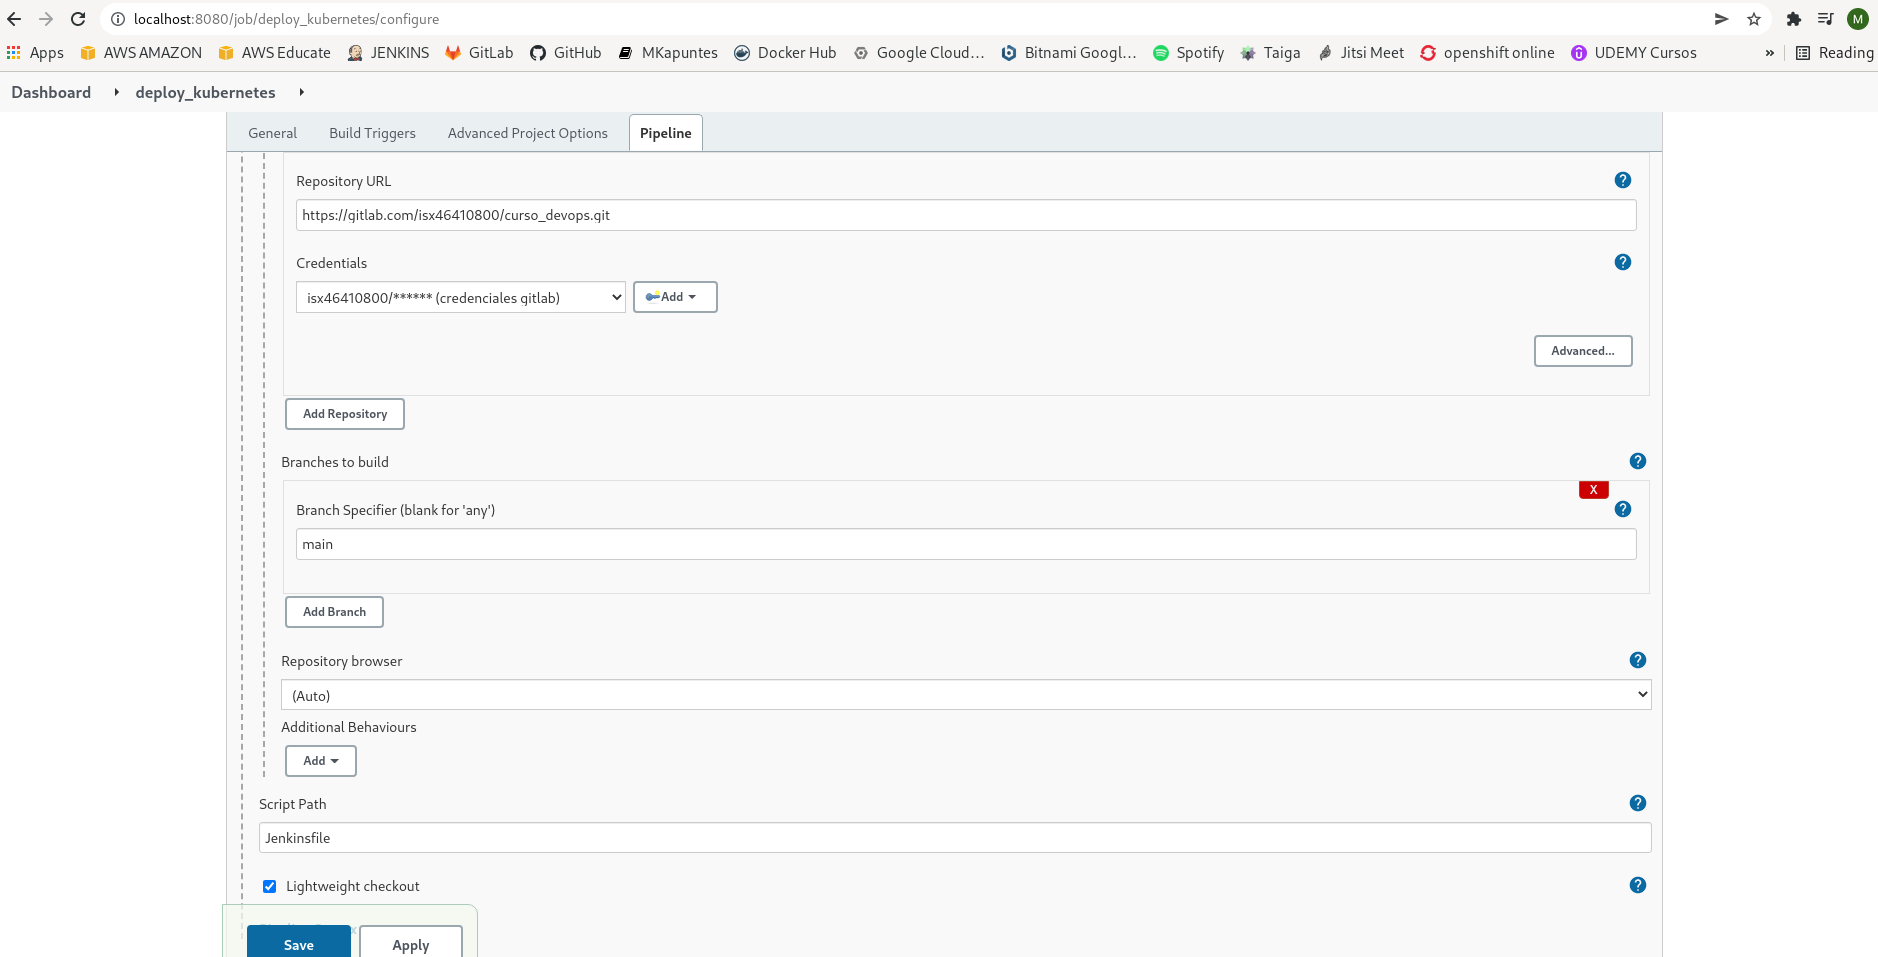 localhost:8080/job/deploy_kubernetes/configure
M
Apps AWS AMAZON AWS Educate JENKINS GitLab GitHub MKapuntes Docker Hub Google Cloud... Bitnami Googl... Spotify Taiga Jitsi Meet openshift online UDEMY Cursos » Reading
Dashboard deploy_kubernetes
General Build Triggers Advanced Project Options Pipeline
Repository URL
https://gitlab.com/isx46410800/curso_devops.git
Credentials
isx46410800/****** (credenciales gitlab) Add
Advanced...
Add Repository
Branches to build
X
Branch Specifier (blank for 'any')
main
Add Branch
Repository browser
(Auto)
Additional Behaviours
Add
Script Path
Jenkinsfile
Lightweight checkout
Save Apply